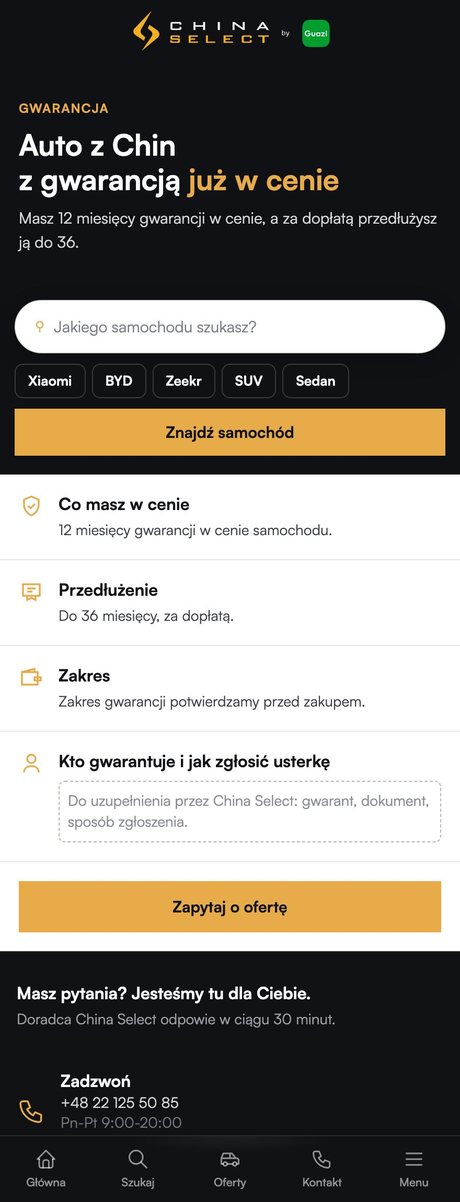 CHINA
SELECT
by
Guazi
GWARANCJA
Auto z Chin
z gwarancją już w cenie
Masz 12 miesięcy gwarancji w cenie, a za dopłatą przedłużysz
ją do 36.
Jakiego samochodu szukasz?
Xiaomi
BYD
Zeekr
SUV
Sedan
Znajdź samochód
Co masz w cenie
12 miesięcy gwarancji w cenie samochodu.
Przedłużenie
Do 36 miesięcy, za dopłatą.
Zakres
Zakres gwarancji potwierdzamy przed zakupem.
Kto gwarantuje i jak zgłosić usterkę
Do uzupełnienia przez China Select: gwarant, dokument,
sposób zgłoszenia.
Zapytaj o ofertę
Masz pytania? Jesteśmy tu dla Ciebie.
Doradca China Select odpowie w ciągu 30 minut.
Zadzwoń
+48 22 125 50 85
Pn-Pt 9:00-20:00
Główna
Szukaj
Oferty
Kontakt
Menu